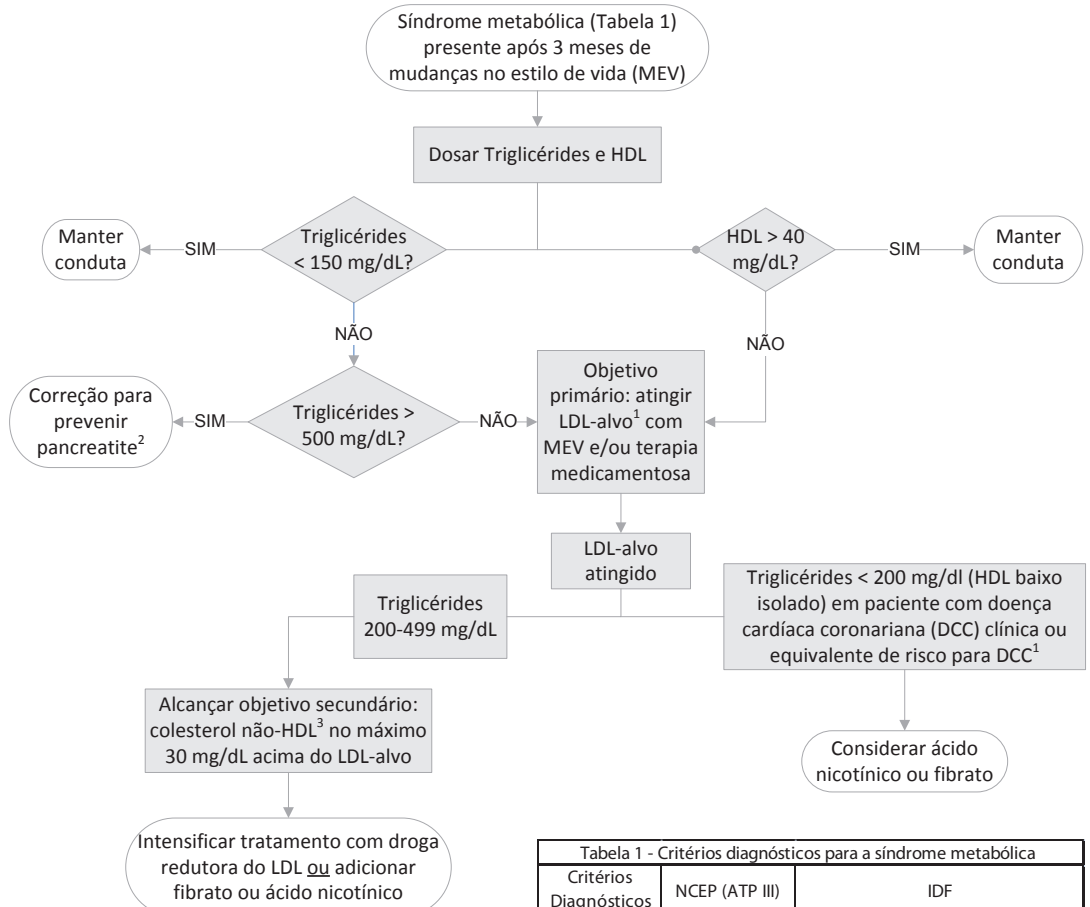 Síndrome metabólica (Tabela 1)
presente após 3 meses de
mudanças no estilo de vida (MEV)
Dosar Triglicérides e HDL
Manter
conduta
SIM
Triglicérides
< 150 mg/dL?
HDL > 40
mg/dL?
SIM
Manter
conduta
NÃO
NÃO
Correção para
prevenir
pancreatite²
SIM
Triglicérides >
500 mg/dL?
NÃO
Objetivo
primário: atingir
LDL-alvo¹ com
MEV e/ou terapia
medicamentosa
LDL-alvo
atingido
Triglicérides
200-499 mg/dL
Triglicérides < 200 mg/dl (HDL baixo
isolado) em paciente com doença
cardíaca coronariana (DCC) clínica ou
equivalente de risco para DCC¹
Alcançar objetivo secundário:
colesterol não-HDL³ no máximo
30 mg/dL acima do LDL-alvo
Considerar ácido
nicotínico ou fibrato
Intensificar tratamento com droga
redutora do LDL ou adicionar
fibrato ou ácido nicotínico
Tabela 1 - Critérios diagnósticos para a síndrome metabólica
Critérios
Diagnósticos
NCEP (ATP III)
IDF